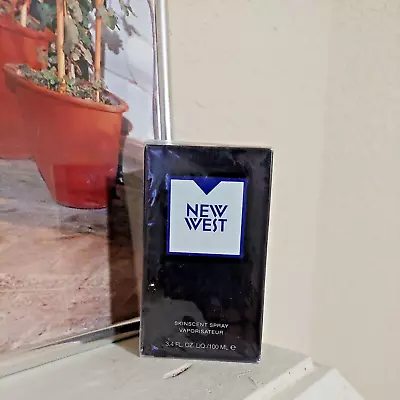 NEW
WEST
SKINSCENT SPRAY
VAPORISATEUR
3.4 FL. OZ. LIQ / 100 ML ℮